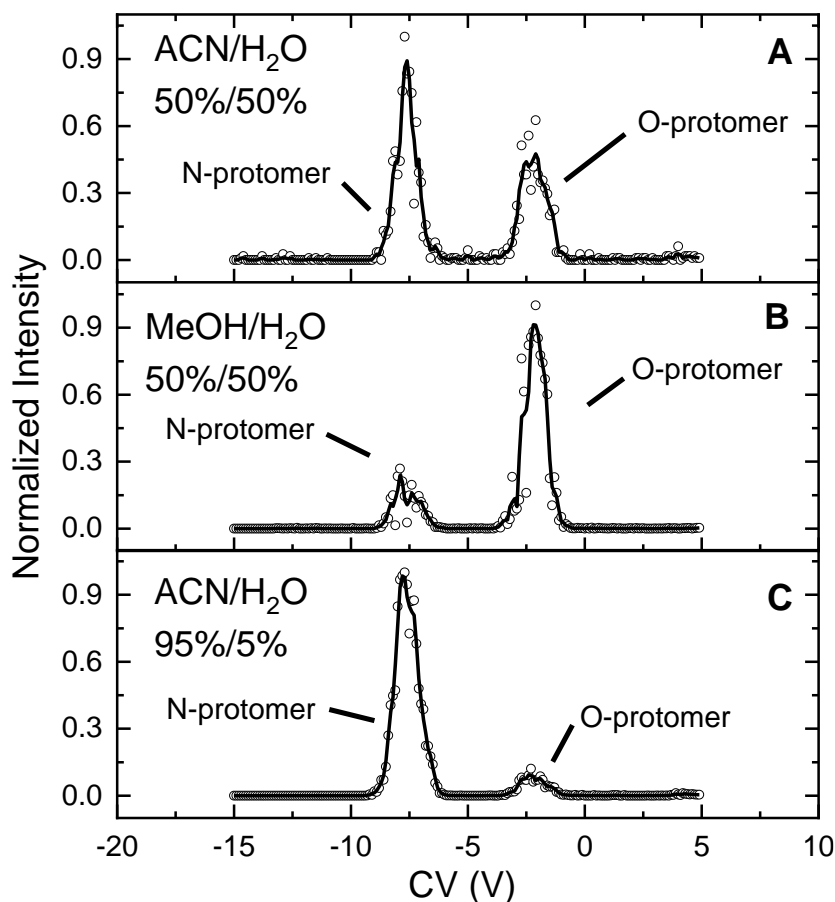 ACN/H₂O
50%/50%
A
N-protomer
O-protomer
0.9
0.6
0.3
0.0
MeOH/H₂O
50%/50%
B
N-protomer
O-protomer
0.9
0.6
0.3
0.0
ACN/H₂O
95%/5%
C
N-protomer
O-protomer
0.9
0.6
0.3
0.0
Normalized Intensity
-20 -15 -10 -5 0 5 10
CV (V)